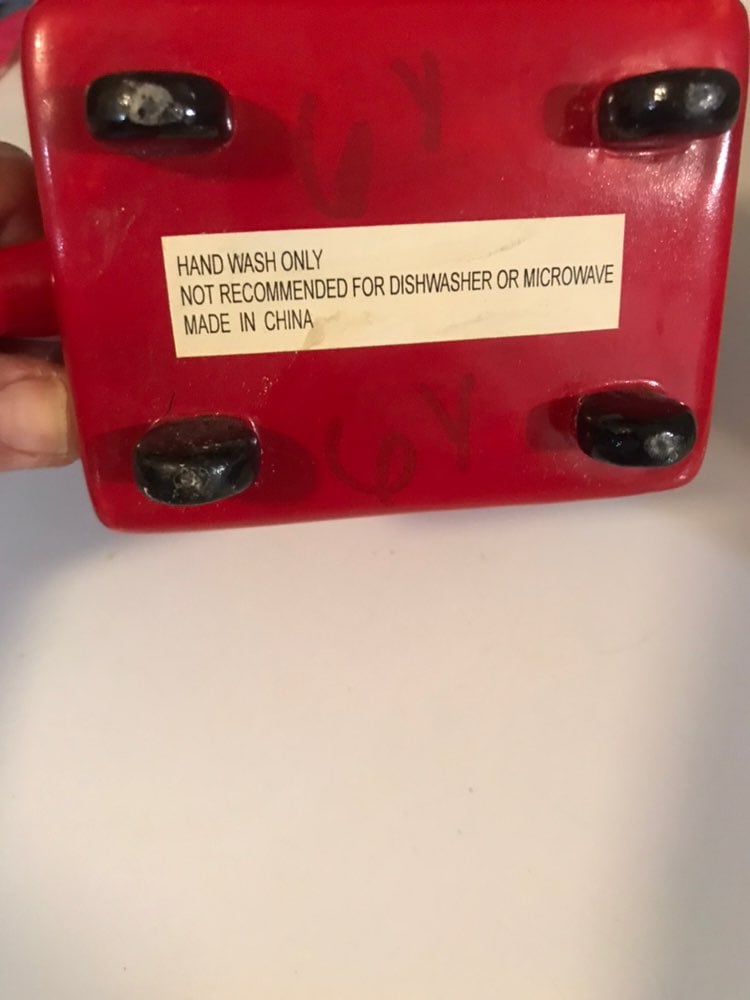 HAND WASH ONLY
NOT RECOMMENDED FOR DISHWASHER OR MICROWAVE
MADE IN CHINA